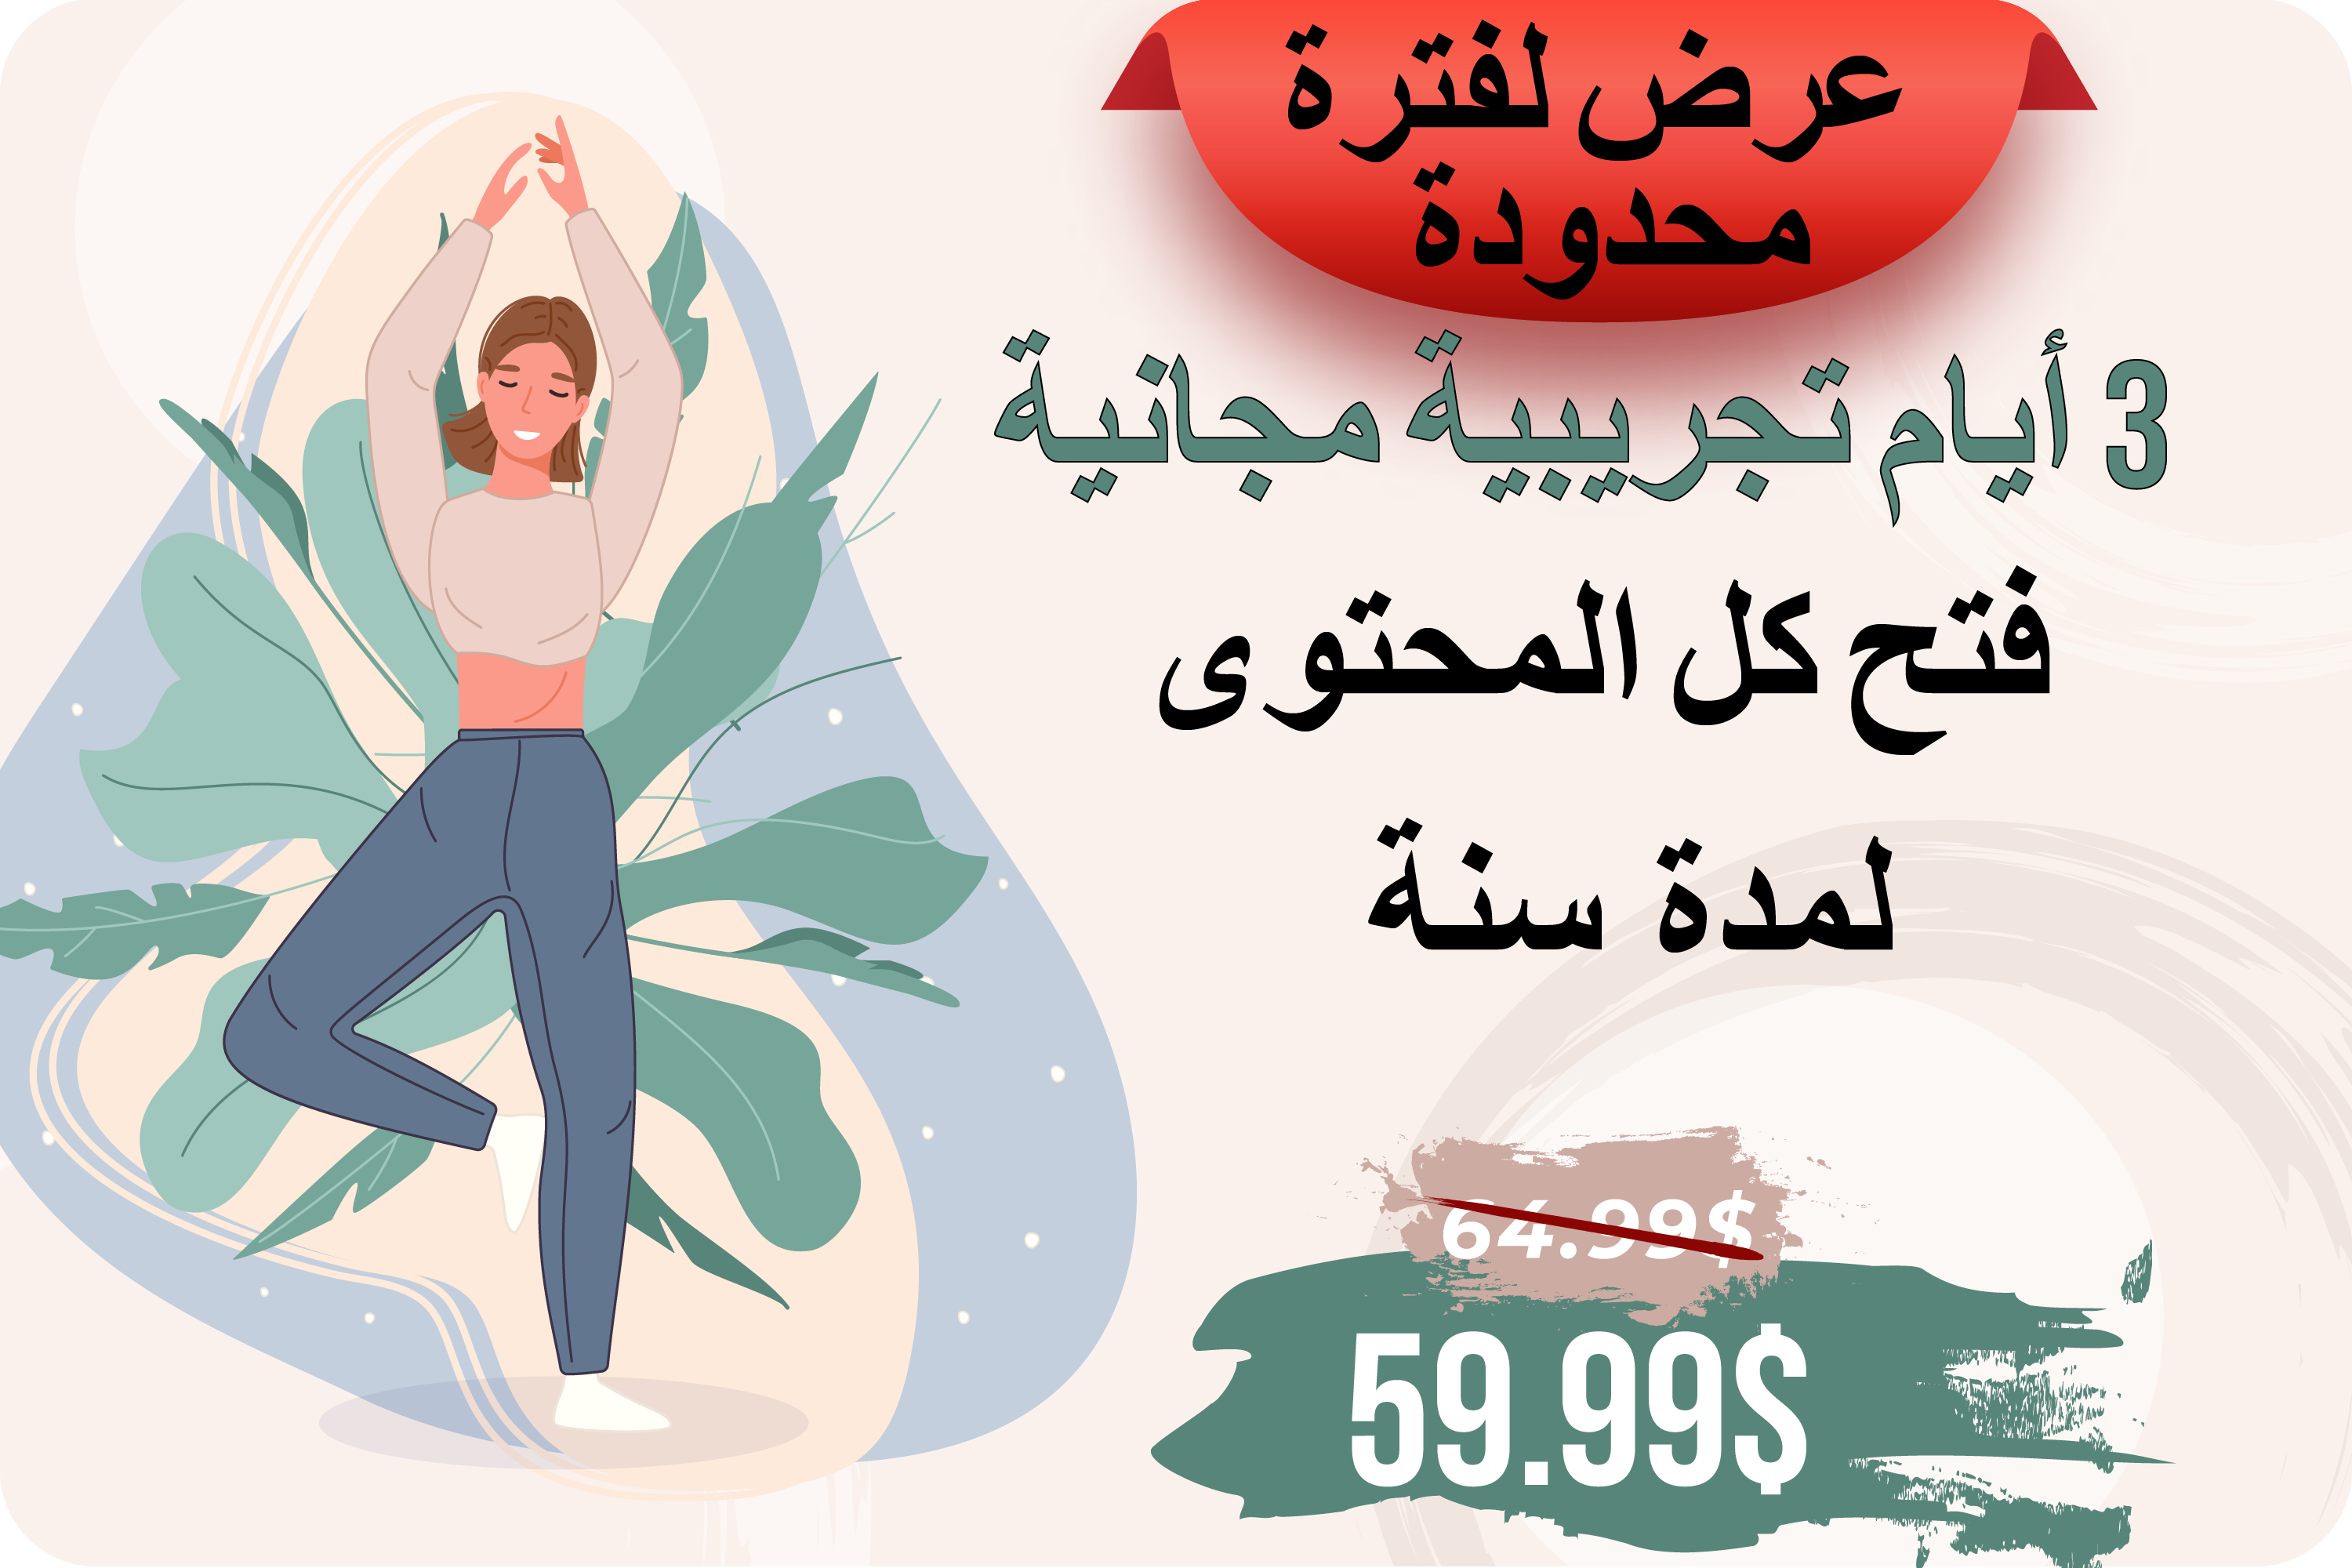 عرض لفترة
محدودة
3 أيام تجريبية مجانية
فتح كل المحتوى
لمدة سنة
64.99$
59.99$